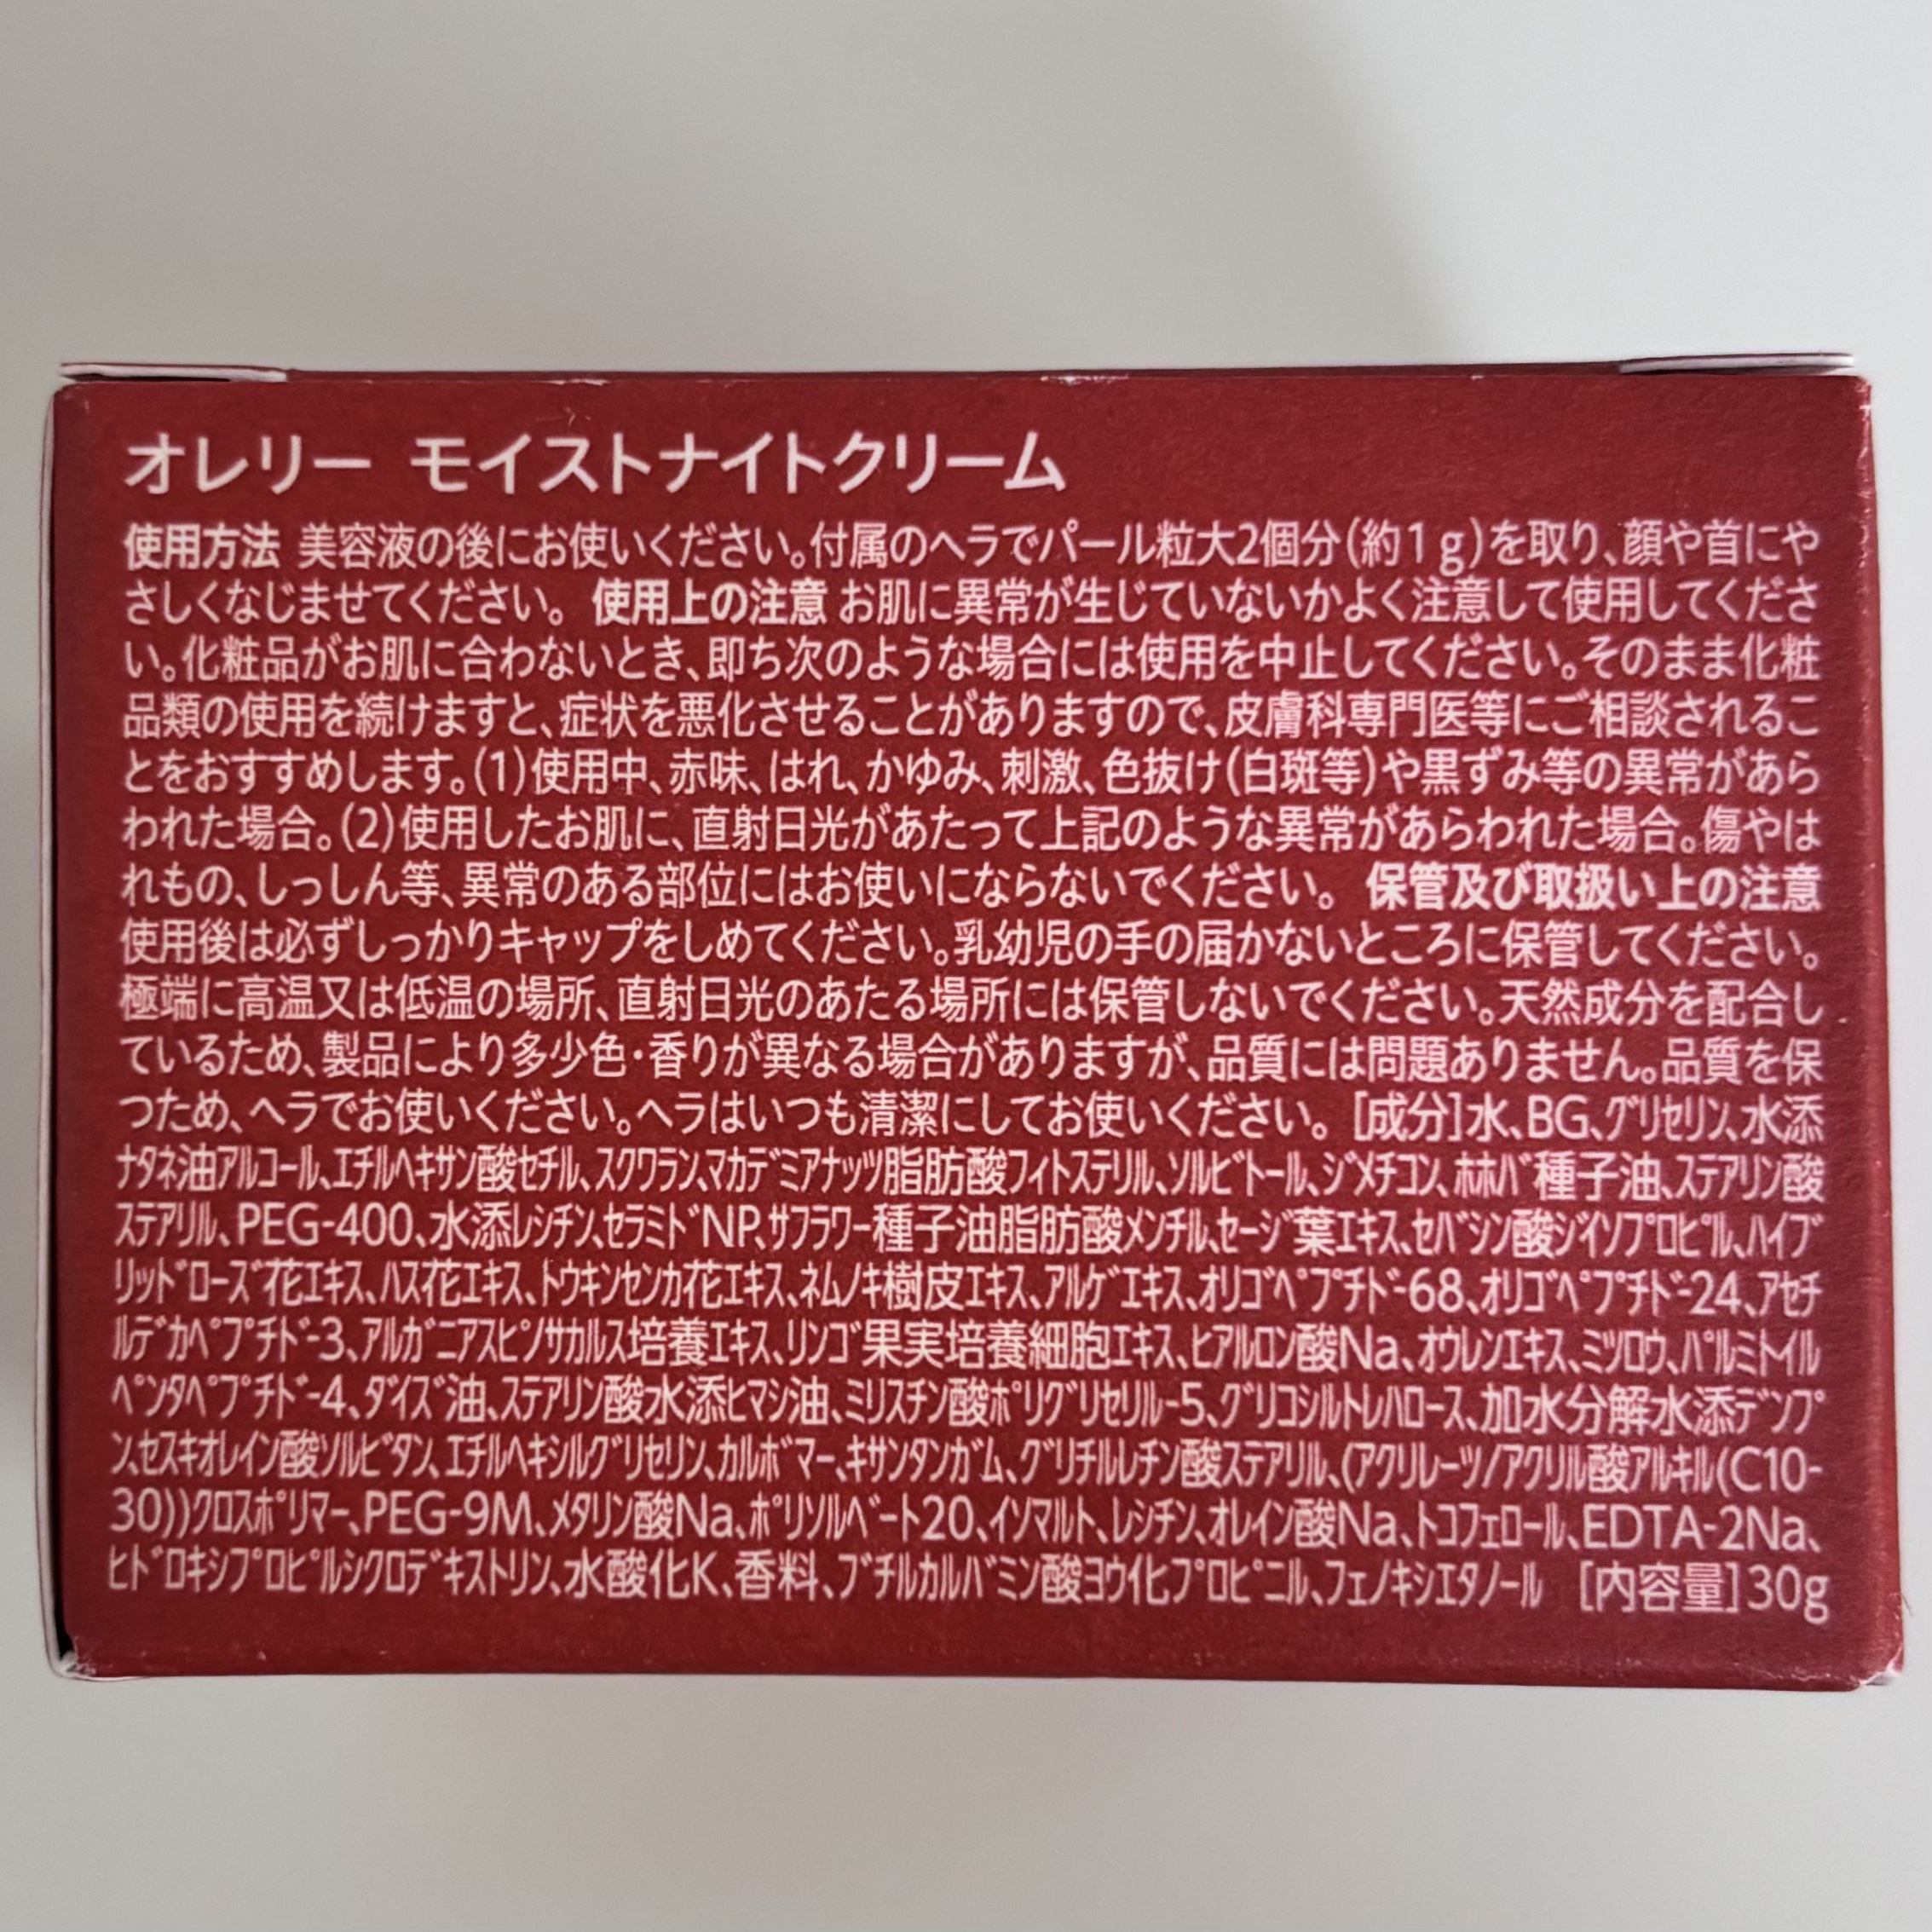 オレリー モイストナイトクリーム
使用方法 美容液の後にお使いください。付属のヘラでパール粒大2個分(約1g)を取り、顔や首にや
さしくなじませてください。 使用上の注意 お肌に異常が生じていないかよく注意して使用してくださ
い。化粧品がお肌に合わないとき、即ち次のような場合には使用を中止してください。そのまま化粧
品類の使用を続けますと、症状を悪化させることがありますので、皮膚科専門医等にご相談されるこ
とをおすすめします。(1)使用中、赤味、はれ、かゆみ、刺激、色抜け(白斑等)や黒ずみ等の異常があら
われた場合。(2)使用したお肌に、直射日光があたって上記のような異常があらわれた場合。傷やは
れもの、しっしん等、異常のある部位にはお使いにならないでください。 保管及び取扱い上の注意
使用後は必ずしっかりキャップをしめてください。乳幼児の手の届かないところに保管してください。
極端に高温又は低温の場所、直射日光のあたる場所には保管しないでください。天然成分を配合し
ているため、製品により多少色・香りが異なる場合がありますが、品質には問題ありません。品質を保
つため、ヘラでお使いください。ヘラはいつも清潔にしてお使いください。 [成分]水、BG、ｸﾞﾘｾﾘﾝ、水添
ﾅﾀﾈ油ｱﾙｺｰﾙ、ｴﾁﾙﾍｷｻﾝ酸ｾﾁﾙ、ｽｸﾜﾗﾝ、ﾏｶﾃﾞﾐｱﾅｯﾂ脂肪酸ﾌｨﾄｽﾃﾘﾙ、ｿﾙﾋﾞﾄｰﾙ、ｼﾞﾒﾁｺﾝ、ﾎﾎﾊﾞ種子油、ｽﾃｱﾘﾝ酸
ｽﾃｱﾘﾙ、PEG-400、水添ﾚｼﾁﾝ、ｾﾗﾐﾄﾞNP、ｻﾌﾗﾜｰ種子油脂肪酸ﾒﾝﾁﾙ、ｾｰｼﾞ葉ｴｷｽ、ｾﾊﾞｼﾝ酸ｼﾞｲｿﾌﾟﾛﾋﾟﾙ、ﾊｲﾌﾞ
ﾘｯﾄﾞﾛｰｽﾞ花ｴｷｽ、ﾊｽ花ｴｷｽ、ﾄｳｷﾝｾﾝｶ花ｴｷｽ、ﾈﾑﾉｷ樹皮ｴｷｽ、ｱﾙｹﾞｴｷｽ、ｵﾘｺﾞﾍﾟﾌﾟﾁﾄﾞ-68、ｵﾘｺﾞﾍﾟﾌﾟﾁﾄﾞ-24、ｱｾﾁ
ﾙﾃﾞｶﾍﾟﾌﾟﾁﾄﾞ-3、ｱﾙｶﾞﾆｱｽﾋﾟﾉｻｶﾙｽ培養ｴｷｽ、ﾘﾝｺﾞ果実培養細胞ｴｷｽ、ﾋｱﾙﾛﾝ酸Na、ｵｳﾚﾝｴｷｽ、ﾐﾂﾛｳ、ﾊﾟﾙﾐﾄｲﾙ
ﾍﾟﾝﾀﾍﾟﾌﾟﾁﾄﾞ-4、ﾀﾞｲｽﾞ油、ｽﾃｱﾘﾝ酸水添ﾋﾏｼ油、ﾐﾘｽﾁﾝ酸ﾎﾟﾘｸﾞﾘｾﾘﾙ-5、ｸﾞﾘｺｼﾙﾄﾚﾊﾛｰｽ、加水分解水添ﾃﾞﾝﾌﾟ
ﾝ、ｾｽｷｵﾚｲﾝ酸ｿﾙﾋﾞﾀﾝ、ｴﾁﾙﾍｷｼﾙｸﾞﾘｾﾘﾝ、ｶﾙﾎﾞﾏｰ、ｷｻﾝﾀﾝｶﾞﾑ、ｸﾞﾘﾁﾙﾚﾁﾝ酸ｽﾃｱﾘﾙ、(ｱｸﾘﾚｰﾂ/ｱｸﾘﾙ酸ｱﾙｷﾙ(C10-
30))ｸﾛｽﾎﾟﾘﾏｰ、PEG-9M、ﾒﾀﾘﾝ酸Na、ﾎﾟﾘｿﾙﾍﾞｰﾄ20、ｲｿﾏﾙﾄ、ﾚｼﾁﾝ、ｵﾚｲﾝ酸Na、ﾄｺﾌｪﾛｰﾙ、EDTA-2Na、
ﾋﾄﾞﾛｷｼﾌﾟﾛﾋﾟﾙｼｸﾛﾃﾞｷｽﾄﾘﾝ、水酸化K、香料、ﾌﾞﾁﾙｶﾙﾊﾞﾐﾝ酸ﾖｳ化ﾌﾟﾛﾋﾟﾆﾙ、ﾌｪﾉｷｼｴﾀﾉｰﾙ [内容量]30g